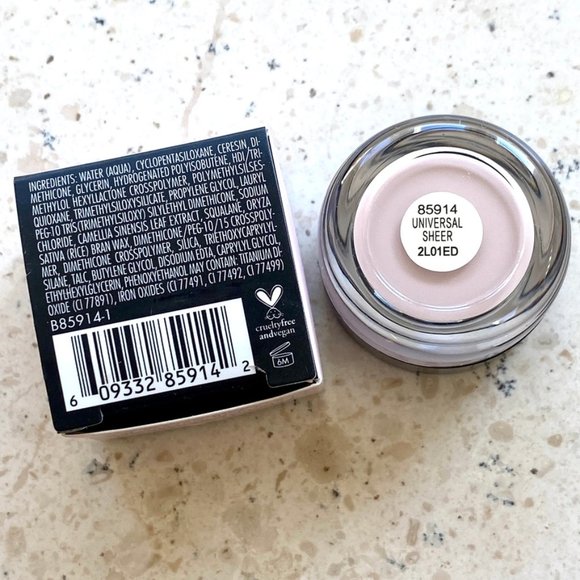 INGREDIENTS: WATER (AQUA), CYCLOPENTASILOXANE, CERESIN, DI-
METHICONE, GLYCERIN, HYDROGENATED POLYISOBUTENE, HDI/TRI-
METHYLOL HEXYLLACTONE CROSSPOLYMER, POLYMETHYLSILSES-
QUIOXANE, TRIMETHYLSILOXYSILICATE, PROPYLENE GLYCOL, LAURYL
PEG-10 TRIS(TRIMETHYLSILOXY) SILYLETHYL DIMETHICONE, SODIUM
CHLORIDE, CAMELLIA SINENSIS LEAF EXTRACT, SQUALANE, ORYZA
SATIVA (RICE) BRAN WAX, DIMETHICONE/PEG-10/15 CROSSPOLY-
MER, DIMETHICONE CROSSPOLYMER, SILICA, TRIETHOXYCAPRYLYL-
SILANE, TALC, BUTYLENE GLYCOL, DISODIUM EDTA, CAPRYLYL GLYCOL,
ETHYLHEXYLGLYCERIN, PHENOXYETHANOL MAY CONTAIN: TITANIUM DI-
OXIDE (CI 77891), IRON OXIDES (CI 77491, CI 77492, CI 77499)
B85914-1
6 09332 85914 2
crueltyfree
andvegan
6M
85914
UNIVERSAL
SHEER
2L01ED